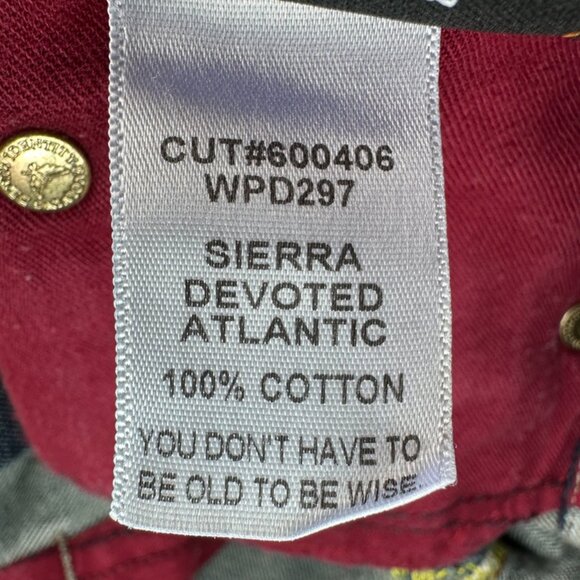 CUT#600406
WPD297
SIERRA
DEVOTED
ATLANTIC
100% COTTON
YOU DON'T HAVE TO
BE OLD TO BE WISE.